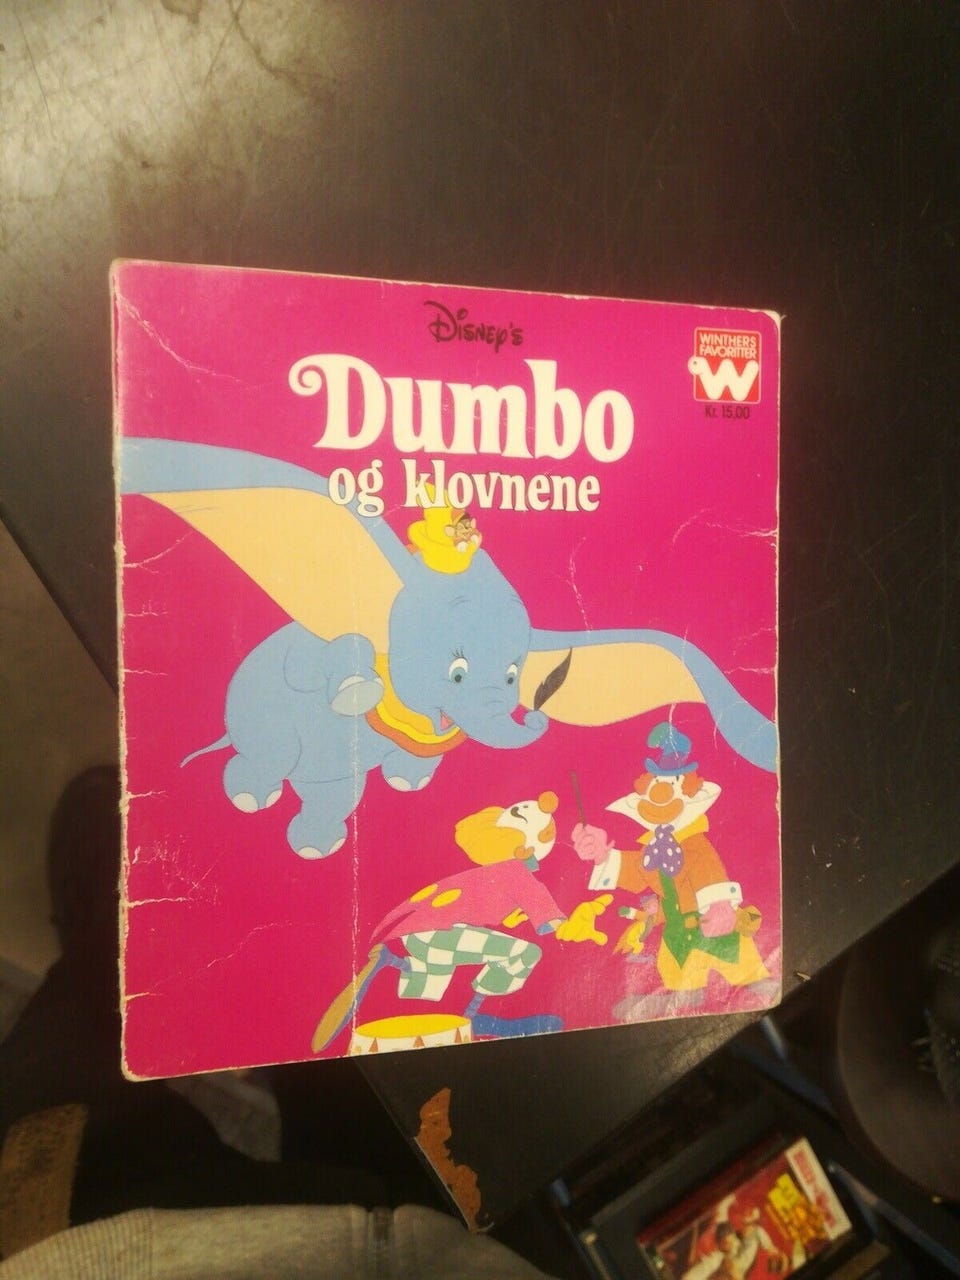 Disney's
Dumbo
og klovnene
WINTHERS
FAVORITTER
W
Kr. 15,00